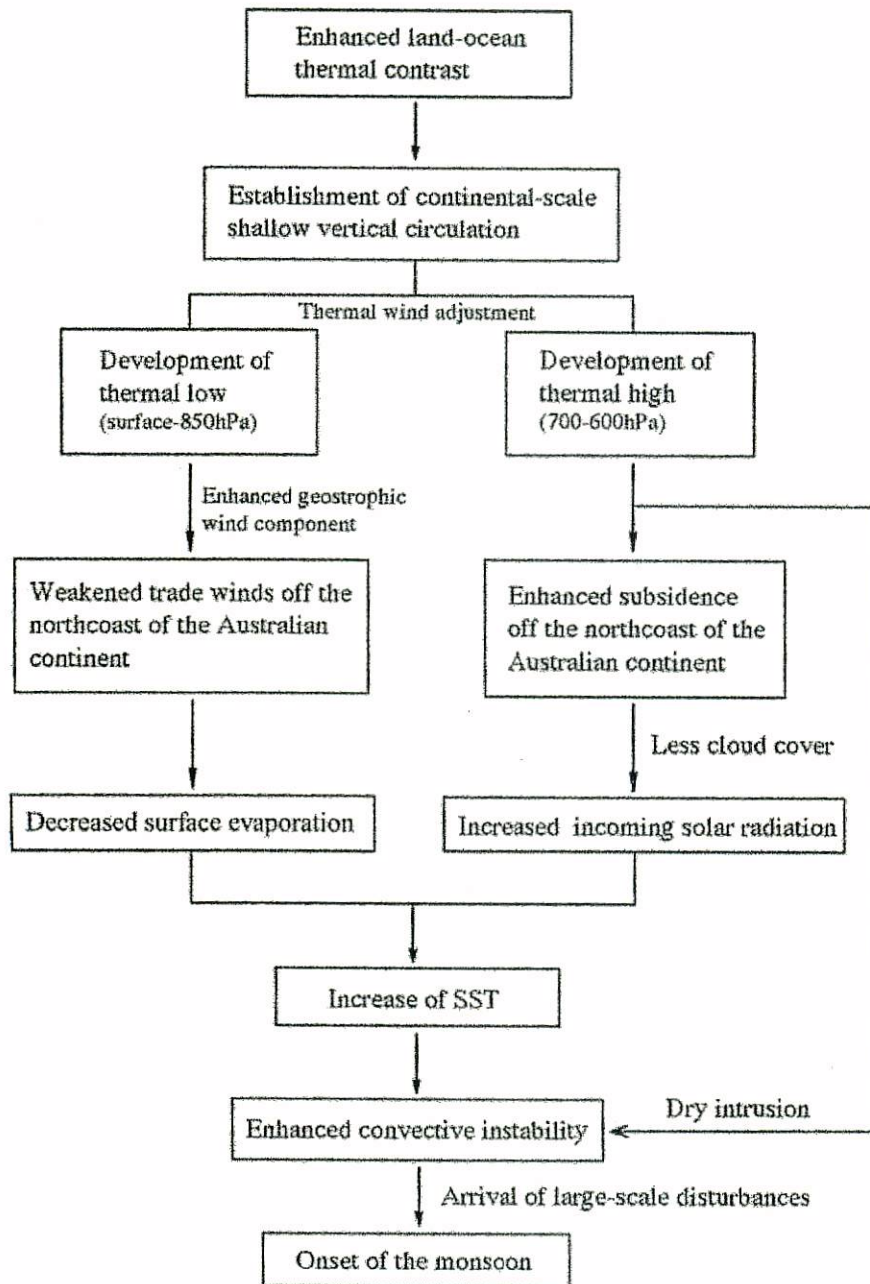 Enhanced land-ocean
thermal contrast
Establishment of continental-scale
shallow vertical circulation
Thermal wind adjustment
Development of
thermal low
(surface-850hPa)
Development of
thermal high
(700-600hPa)
Enhanced geostrophic
wind component
Weakened trade winds off the
northcoast of the Australian
continent
Enhanced subsidence
off the northcoast of the
Australian continent
Less cloud cover
Decreased surface evaporation
Increased incoming solar radiation
Increase of SST
Dry intrusion
Enhanced convective instability
Arrival of large-scale disturbances
Onset of the monsoon